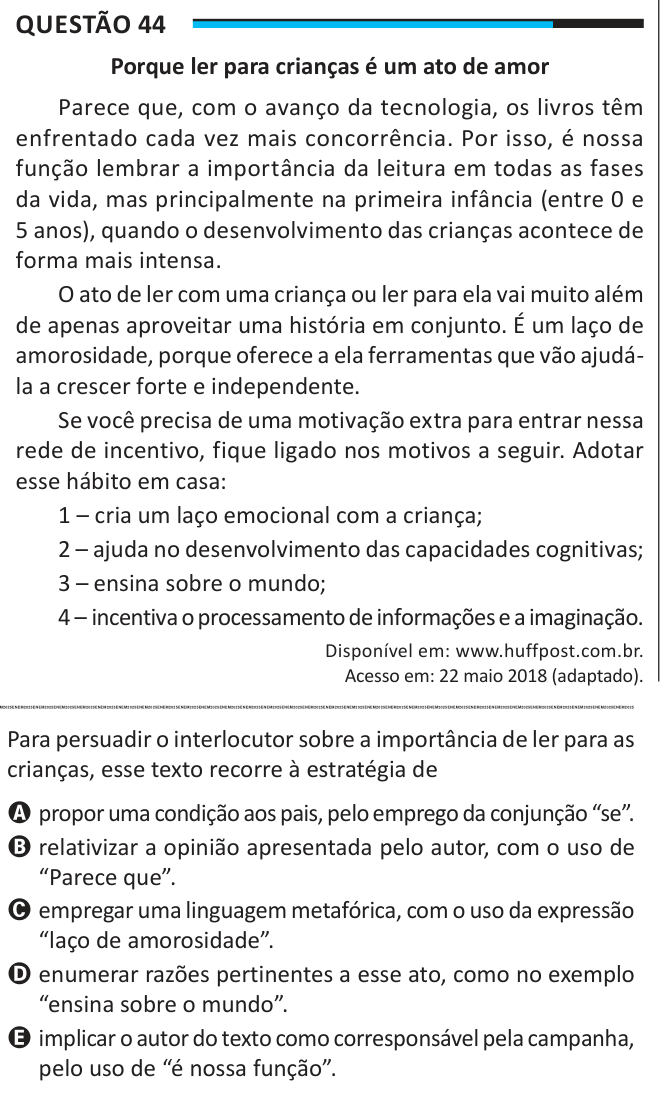 QUESTÃO 44
Porque ler para crianças é um ato de amor
Parece que, com o avanço da tecnologia, os livros têm
enfrentado cada vez mais concorrência. Por isso, é nossa
função lembrar a importância da leitura em todas as fases
da vida, mas principalmente na primeira infância (entre 0 e
5 anos), quando o desenvolvimento das crianças acontece de
forma mais intensa.
O ato de ler com uma criança ou ler para ela vai muito além
de apenas aproveitar uma história em conjunto. É um laço de
amorosidade, porque oferece a ela ferramentas que vão ajudá-
la a crescer forte e independente.
Se você precisa de uma motivação extra para entrar nessa
rede de incentivo, fique ligado nos motivos a seguir. Adotar
esse hábito em casa:
1 – cria um laço emocional com a criança;
2 – ajuda no desenvolvimento das capacidades cognitivas;
3 – ensina sobre o mundo;
4 – incentiva o processamento de informações e a imaginação.
Disponível em: www.huffpost.com.br.
Acesso em: 22 maio 2018 (adaptado).
Para persuadir o interlocutor sobre a importância de ler para as
crianças, esse texto recorre à estratégia de
A propor uma condição aos pais, pelo emprego da conjunção “se”.
B relativizar a opinião apresentada pelo autor, com o uso de
“Parece que”.
C empregar uma linguagem metafórica, com o uso da expressão
“laço de amorosidade”.
D enumerar razões pertinentes a esse ato, como no exemplo
“ensina sobre o mundo”.
E implicar o autor do texto como corresponsável pela campanha,
pelo uso de “é nossa função”.